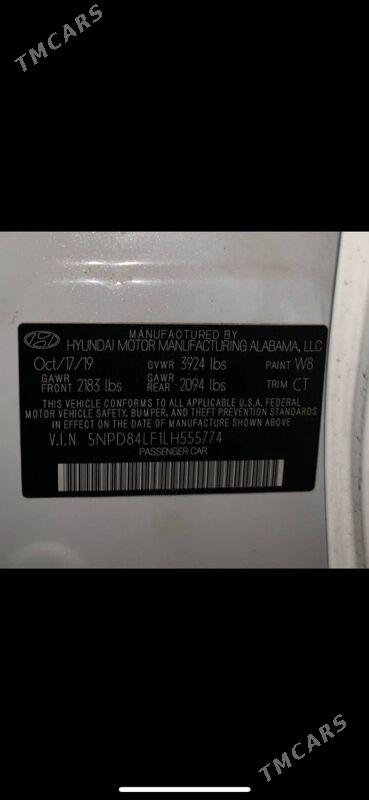 TMCARS
MANUFACTURED BY
HYUNDAI MOTOR MANUFACTURING ALABAMA, LLC
Oct/17/19 GVWR 3924 lbs PAINT W8
GAWR FRONT 2183 lbs GAWR REAR 2094 lbs TRIM CT
THIS VEHICLE CONFORMS TO ALL APPLICABLE U.S.A. FEDERAL
MOTOR VEHICLE SAFETY, BUMPER, AND THEFT PREVENTION STANDARDS
IN EFFECT ON THE DATE OF MANUFACTURE SHOWN ABOVE
V.I.N 5NPD84LF1LH555774
PASSENGER CAR
TMCARS